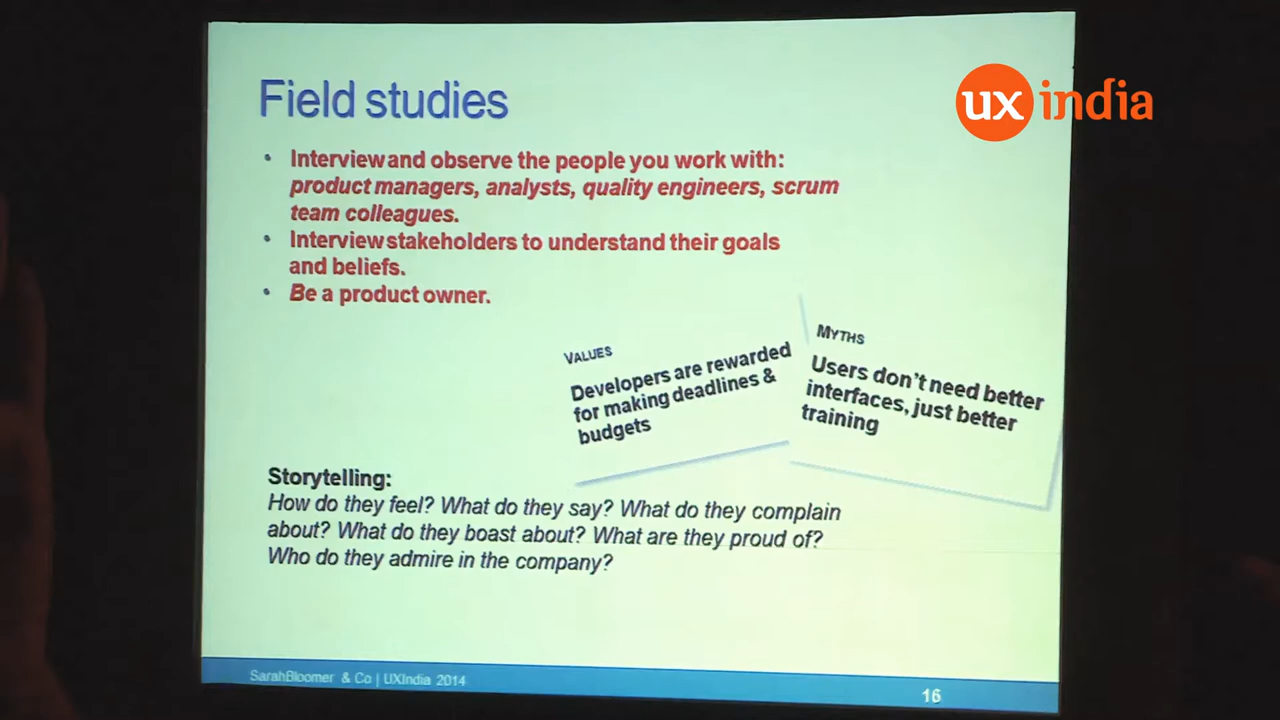 Field studies
ux india
• Interview and observe the people you work with:
product managers, analysts, quality engineers, scrum
team colleagues.
• Interview stakeholders to understand their goals
and beliefs.
• Be a product owner.
VALUES
Developers are rewarded
for making deadlines &
budgets
MYTHS
Users don't need better
interfaces, just better
training
Storytelling:
How do they feel? What do they say? What do they complain
about? What do they boast about? What are they proud of?
Who do they admire in the company?
SarahBloomer & Co | UXIndia 2014
16